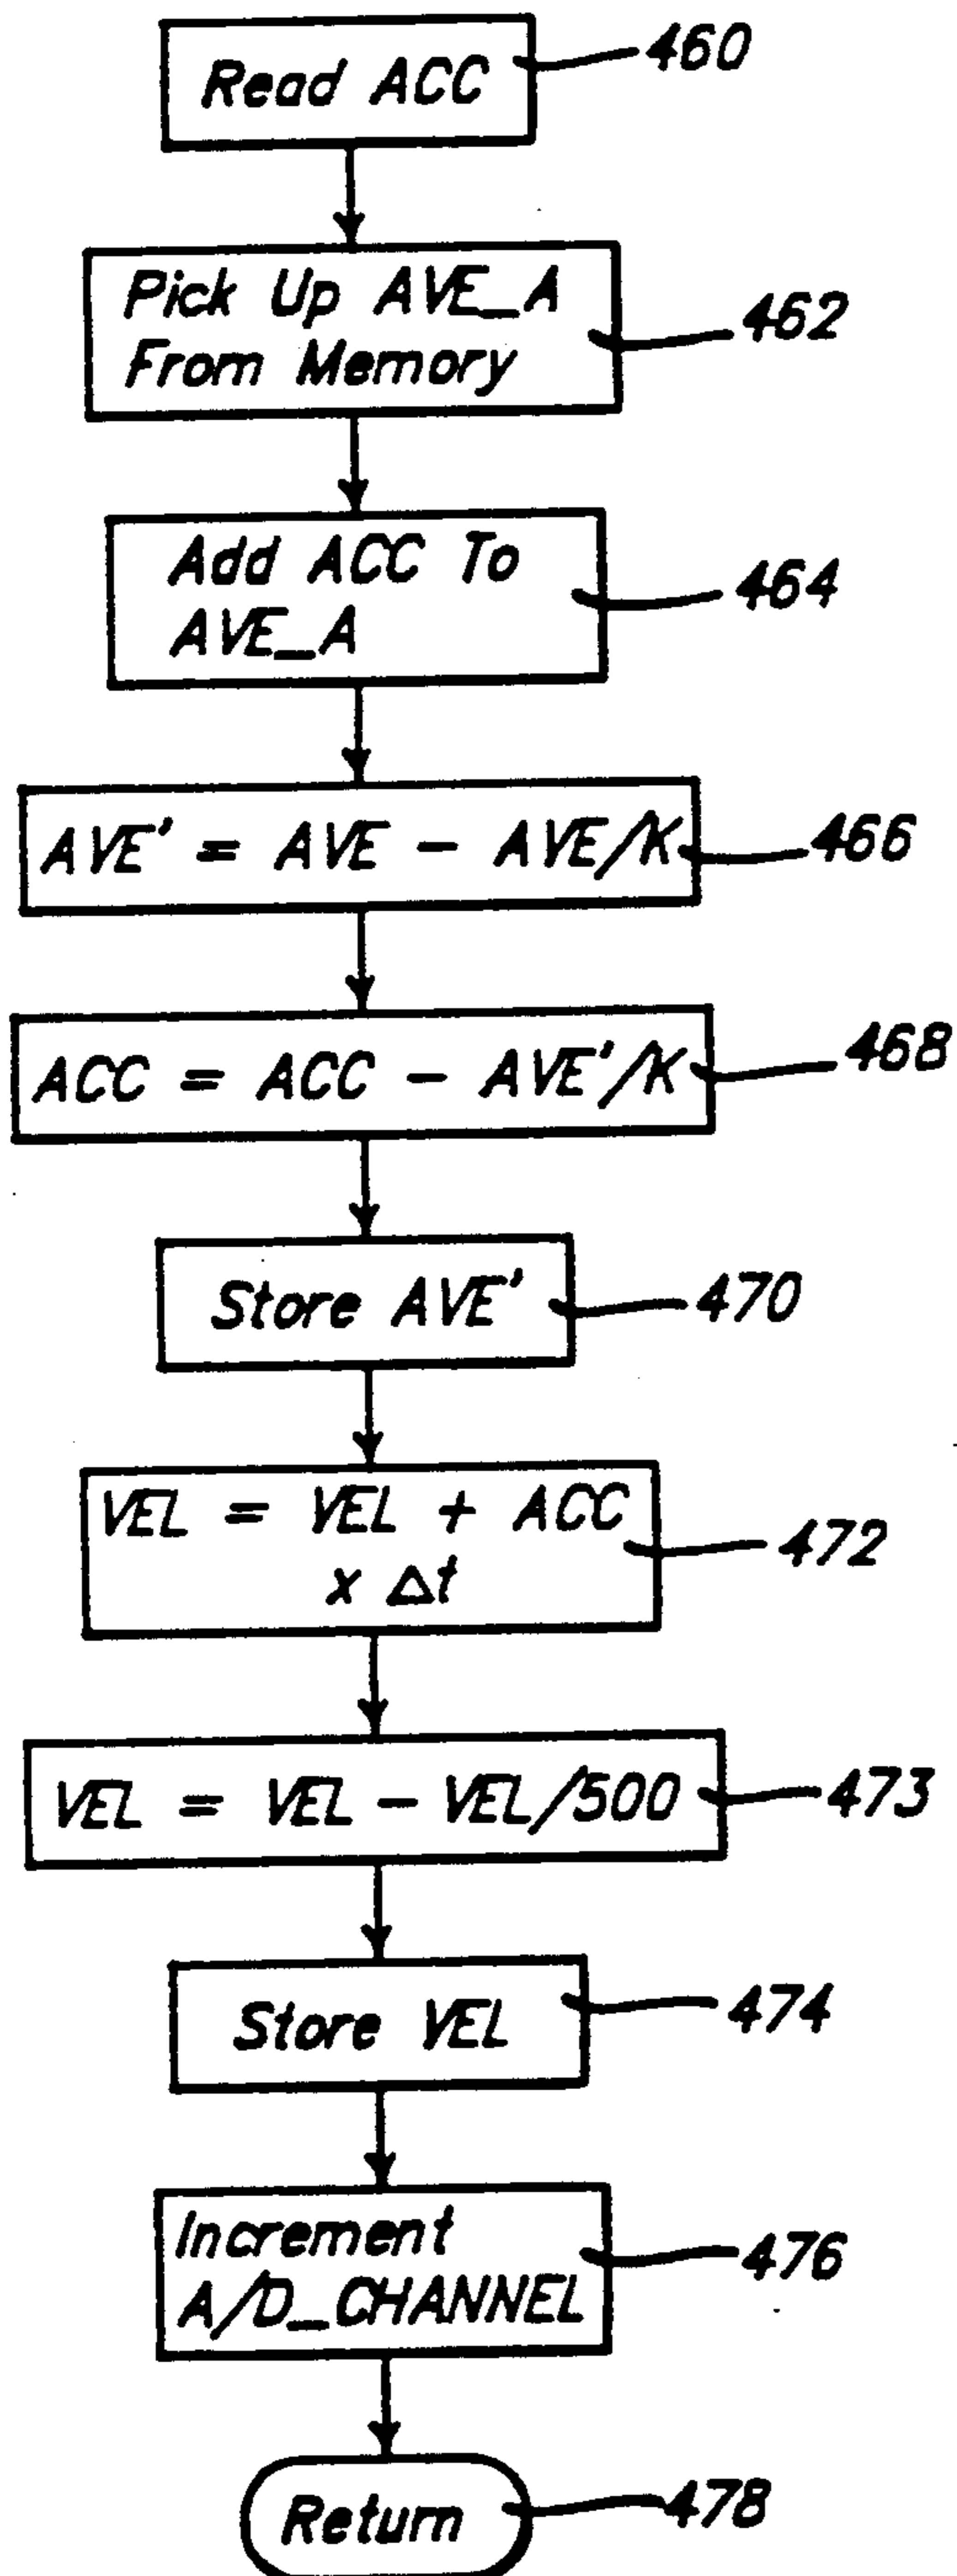 Read ACC
460
Pick Up AVE_A
From Memory
462
Add ACC To
AVE_A
464
AVE' = AVE - AVE/K
466
ACC = ACC - AVE'/K
468
Store AVE'
470
VEL = VEL + ACC
x Δt
472
VEL = VEL - VEL/500
473
Store VEL
474
Increment
A/D_CHANNEL
476
Return
478